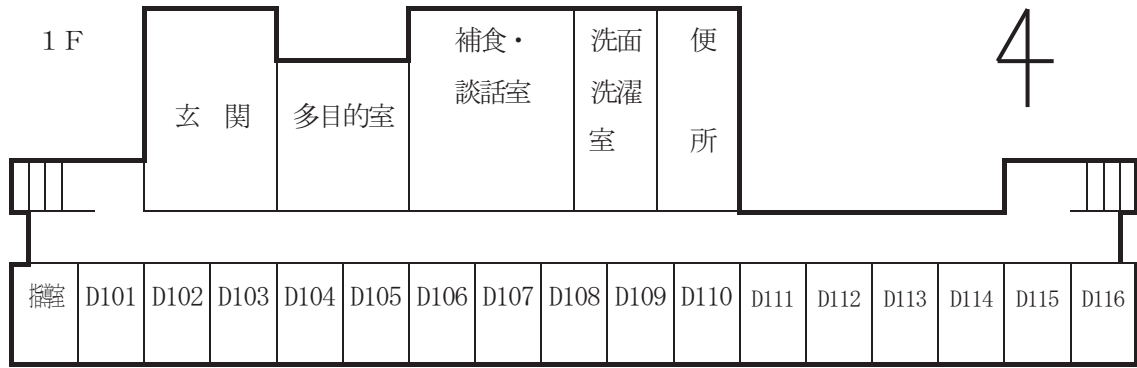 １Ｆ
補食・
談話室
洗面
洗濯
室
便
所
玄　関
多目的室
指導室
D101
D102
D103
D104
D105
D106
D107
D108
D109
D110
D111
D112
D113
D114
D115
D116